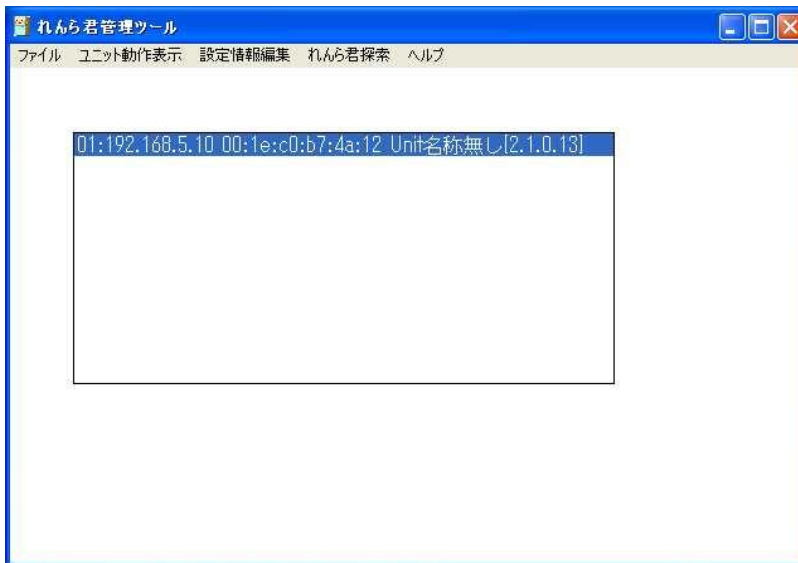 れんら君管理ツール
ファイル ユニット動作表示 設定情報編集 れんら君探索 ヘルプ
01:192.168.5.10 00:1e:c0:b7:4a:12 Unit名称無し[2.1.0.13]